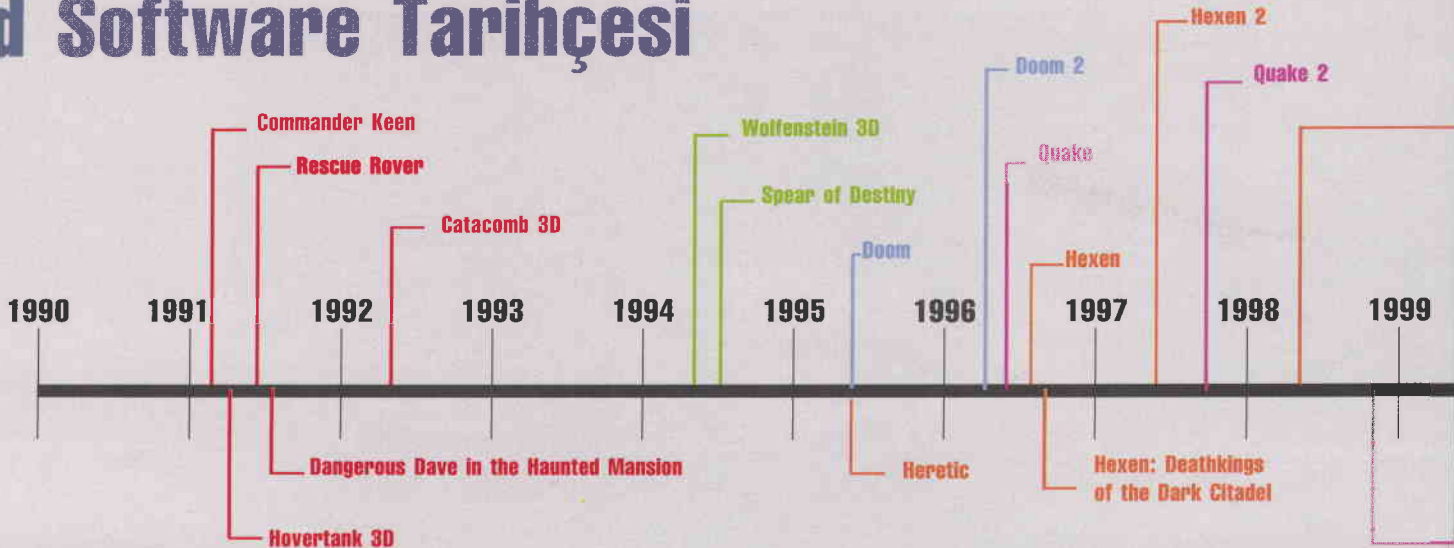 d Software Tarihçesi
Hexen 2
Doom 2
Quake 2
Commander Keen
Wolfenstein 3D
Rescue Rover
Quake
Spear of Destiny
Catacomb 3D
Doom
Hexen
1990 1991 1992 1993 1994 1995 1996 1997 1998 1999
Dangerous Dave in the Haunted Mansion
Heretic
Hexen: Deathkings
of the Dark Citadel
Hovertank 3D